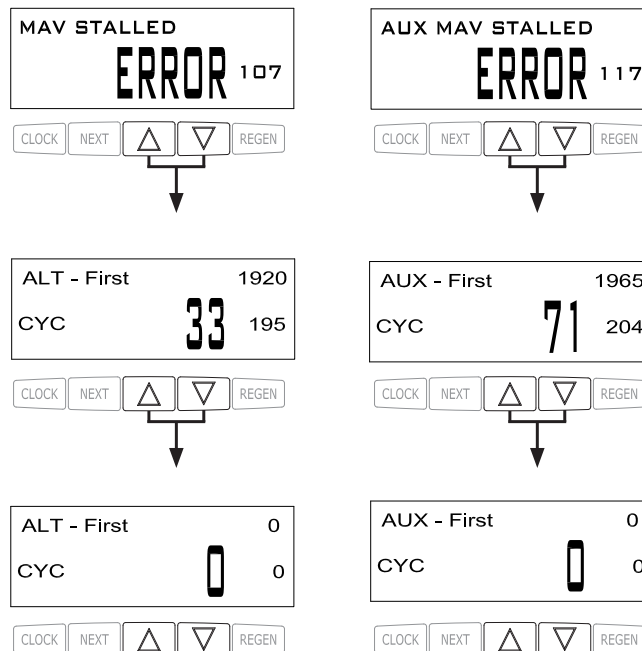 MAV STALLED
ERROR 107
CLOCK NEXT REGEN
ALT - First 1920
CYC 33 195
CLOCK NEXT REGEN
ALT - First 0
CYC 0 0
CLOCK NEXT REGEN
AUX MAV STALLED
ERROR 117
CLOCK NEXT REGEN
AUX - First 1965
CYC 71 204
CLOCK NEXT REGEN
AUX - First 0
CYC 0 0
CLOCK NEXT REGEN